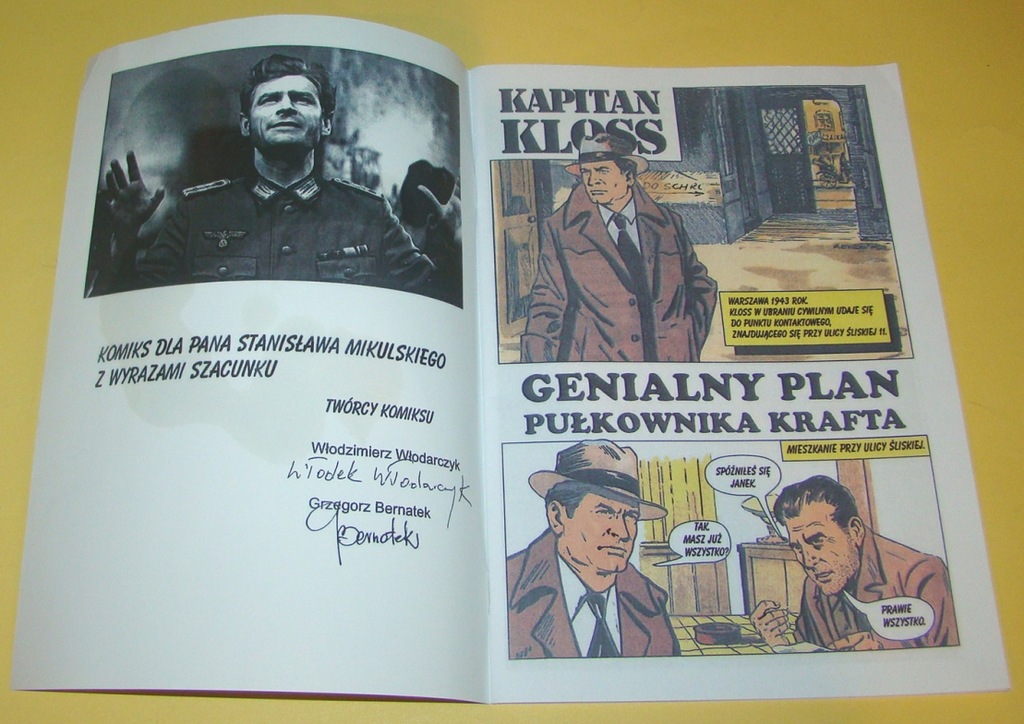 KOMIKS DLA PANA STANISŁAWA MIKULSKIEGO
Z WYRAZAMI SZACUNKU
TWÓRCY KOMIKSU
Włodzimierz Włodarczyk
Włodek Włodarczyk
Grzegorz Bernatek
GBernatek
KAPITAN
KLOSS
DO SCHR
WARSZAWA 1943 ROK.
KLOSS W UBRANIU CYWILNYM UDAJE SIĘ
DO PUNKTU KONTAKTOWEGO,
ZNAJDUJĄCEGO SIĘ PRZY ULICY ŚLISKIEJ 11.
GENIALNY PLAN
PUŁKOWNIKA KRAFTA
MIESZKANIE PRZY ULICY ŚLISKIEJ.
SPÓŹNIŁEŚ SIĘ
JANEK.
TAK.
MASZ JUŻ
WSZYSTKO?
PRAWIE
WSZYSTKO.